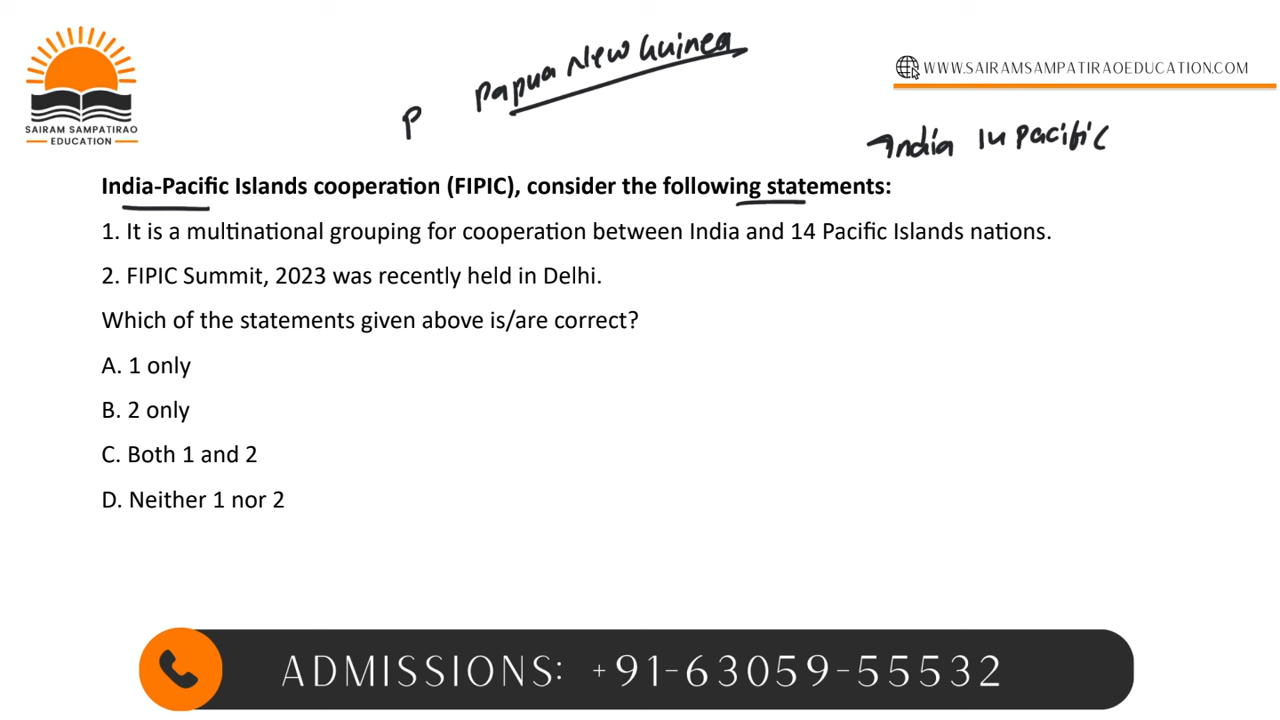 Papua New Guinea
P
WWW.SAIRAMSAMPATIRAOEDUCATION.COM
SAIRAM SAMPATIRAO
EDUCATION
India in pacific
India-Pacific Islands cooperation (FIPIC), consider the following statements:
1. It is a multinational grouping for cooperation between India and 14 Pacific Islands nations.
2. FIPIC Summit, 2023 was recently held in Delhi.
Which of the statements given above is/are correct?
A. 1 only
B. 2 only
C. Both 1 and 2
D. Neither 1 nor 2
ADMISSIONS: +91-63059-55532